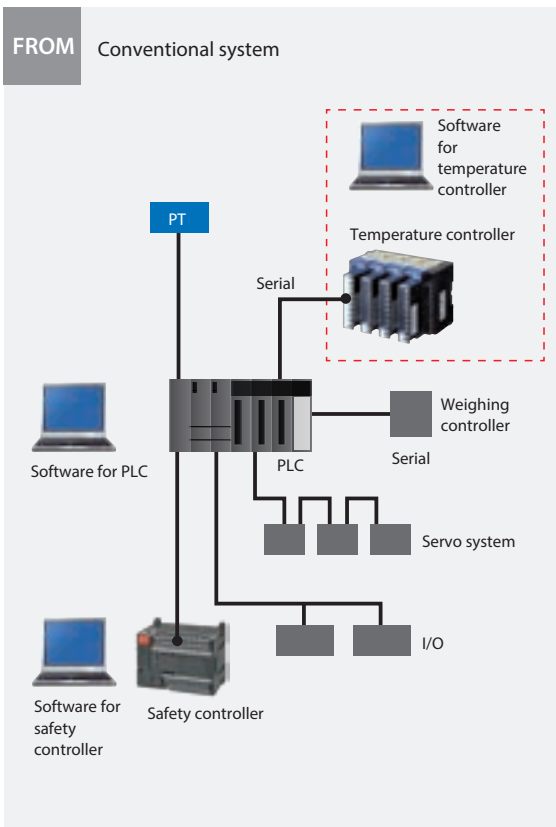 FROM
Conventional system
Software
for
temperature
controller
PT
Temperature controller
Serial
Weighing
controller
Software for PLC
PLC
Serial
Servo system
I/O
Software for
safety
controller
Safety controller